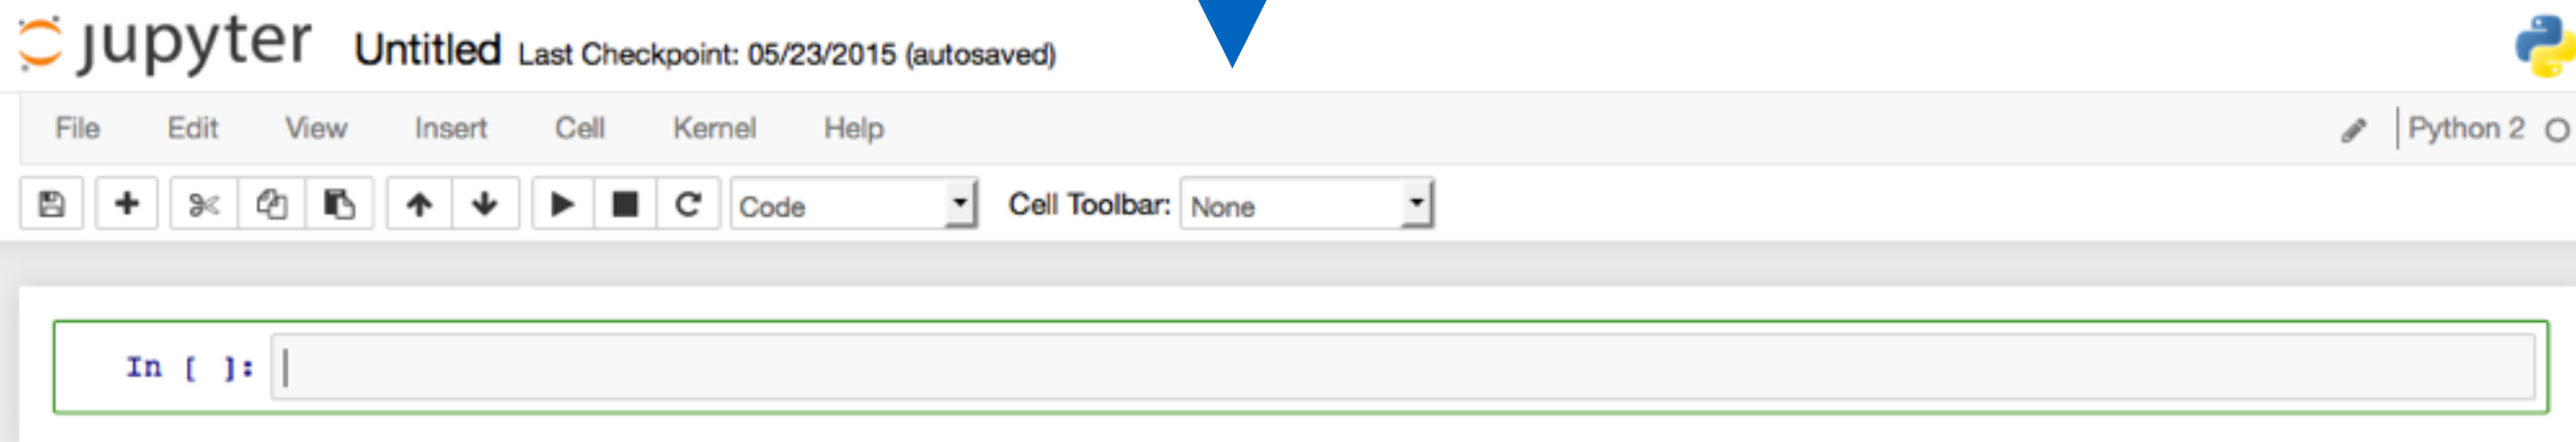 jupyter Untitled Last Checkpoint: 05/23/2015 (autosaved)
File Edit View Insert Cell Kernel Help Python 2
Code Cell Toolbar: None
In [ ]: